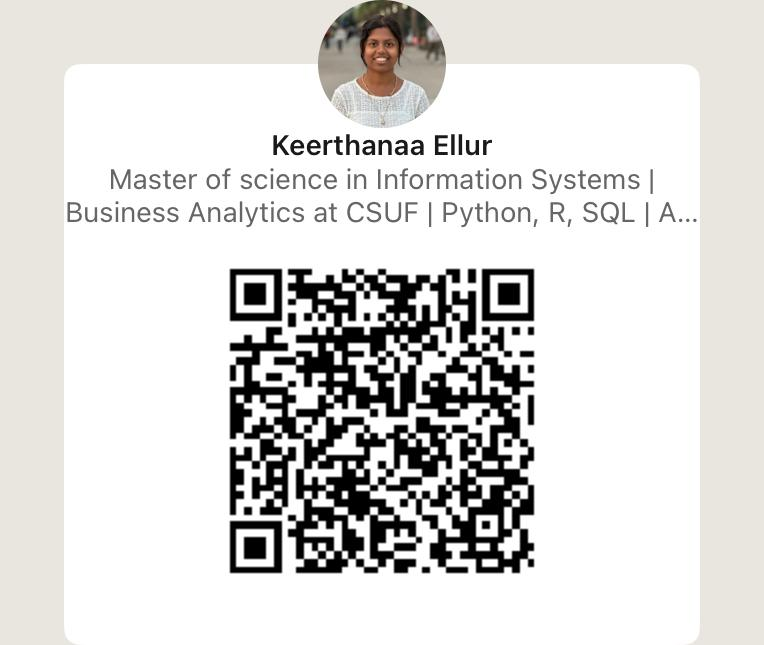 Keerthanaa Ellur
Master of science in Information Systems |
Business Analytics at CSUF | Python, R, SQL | A...